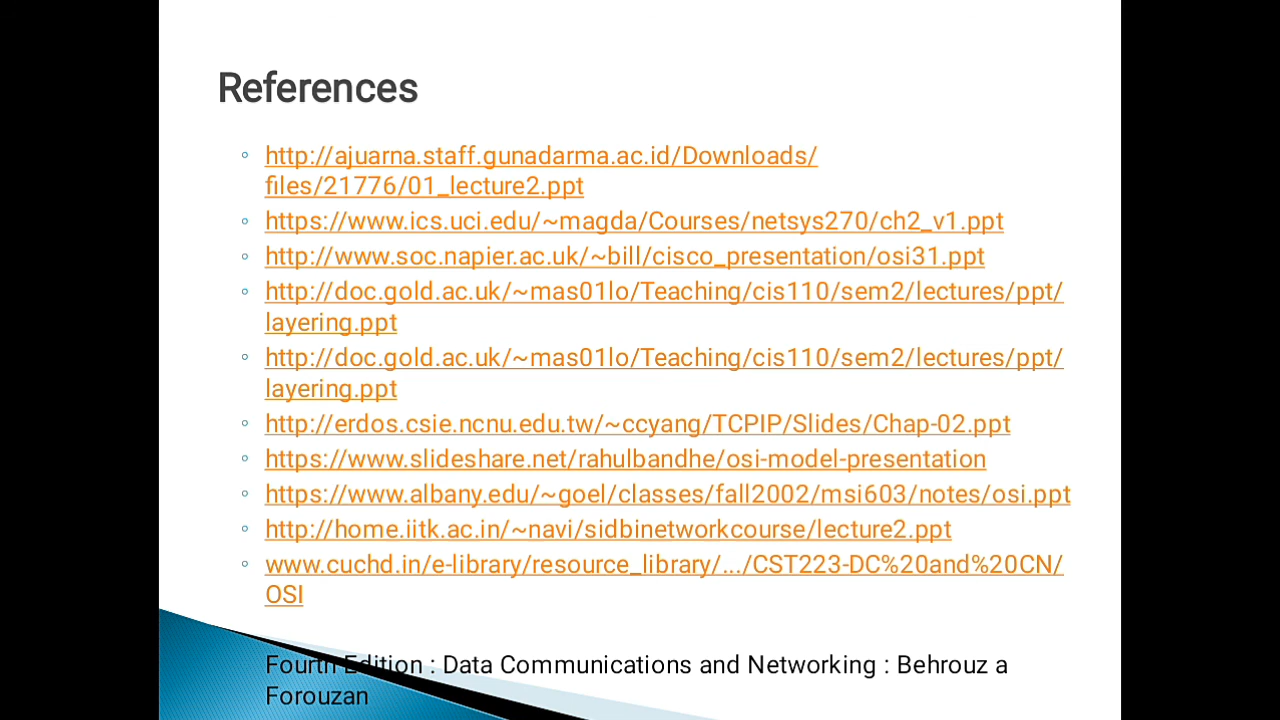 References
http://ajuarna.staff.gunadarma.ac.id/Downloads/
files/21776/01_lecture2.ppt
https://www.ics.uci.edu/~magda/Courses/netsys270/ch2_v1.ppt
http://www.soc.napier.ac.uk/~bill/cisco_presentation/osi31.ppt
http://doc.gold.ac.uk/~mas01lo/Teaching/cis110/sem2/lectures/ppt/
layering.ppt
http://doc.gold.ac.uk/~mas01lo/Teaching/cis110/sem2/lectures/ppt/
layering.ppt
http://erdos.csie.ncnu.edu.tw/~ccyang/TCPIP/Slides/Chap-02.ppt
https://www.slideshare.net/rahulbandhe/osi-model-presentation
https://www.albany.edu/~goel/classes/fall2002/msi603/notes/osi.ppt
http://home.iitk.ac.in/~navi/sidbinetworkcourse/lecture2.ppt
www.cuchd.in/e-library/resource_library/.../CST223-DC%20and%20CN/
OSI
Fourth Edition : Data Communications and Networking : Behrouz a
Forouzan